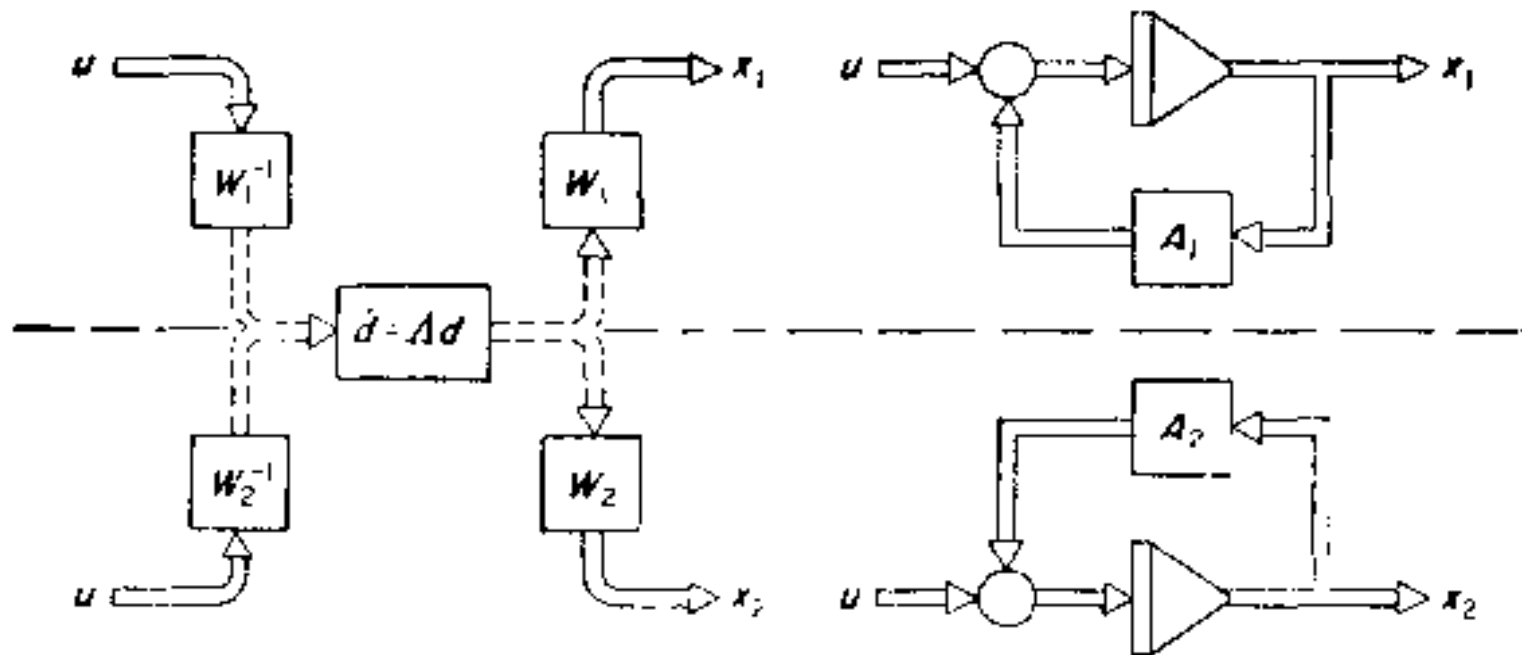 u
x₁
u
x₁
W₁⁻¹
W₁
A₁
ḋ = Λd
A₂
W₂⁻¹
W₂
u
x₂
u
x₂